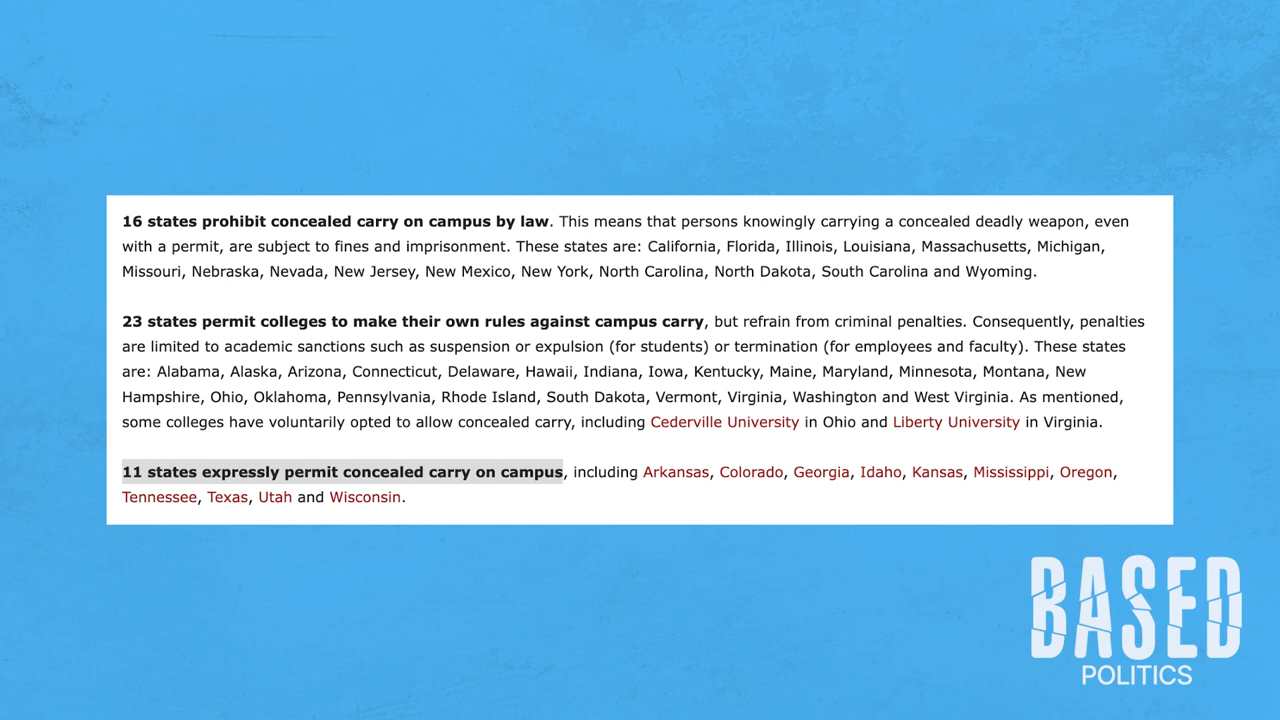 16 states prohibit concealed carry on campus by law. This means that persons knowingly carrying a concealed deadly weapon, even
with a permit, are subject to fines and imprisonment. These states are: California, Florida, Illinois, Louisiana, Massachusetts, Michigan,
Missouri, Nebraska, Nevada, New Jersey, New Mexico, New York, North Carolina, North Dakota, South Carolina and Wyoming.
23 states permit colleges to make their own rules against campus carry, but refrain from criminal penalties. Consequently, penalties
are limited to academic sanctions such as suspension or expulsion (for students) or termination (for employees and faculty). These states
are: Alabama, Alaska, Arizona, Connecticut, Delaware, Hawaii, Indiana, Iowa, Kentucky, Maine, Maryland, Minnesota, Montana, New
Hampshire, Ohio, Oklahoma, Pennsylvania, Rhode Island, South Dakota, Vermont, Virginia, Washington and West Virginia. As mentioned,
some colleges have voluntarily opted to allow concealed carry, including Cederville University in Ohio and Liberty University in Virginia.
11 states expressly permit concealed carry on campus, including Arkansas, Colorado, Georgia, Idaho, Kansas, Mississippi, Oregon,
Tennessee, Texas, Utah and Wisconsin.
BASED
POLITICS